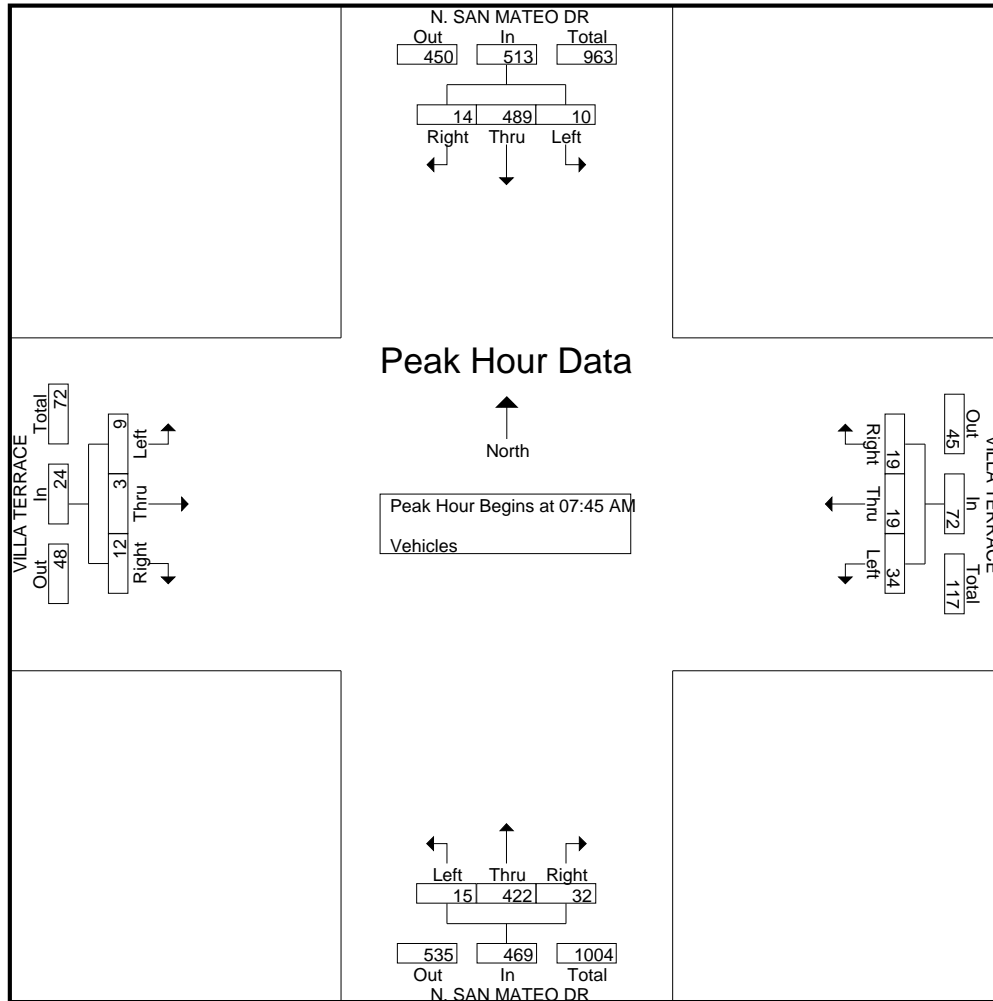 N. SAN MATEO DR
Out In Total
450 513 963
14 489 10
Right Thru Left
Peak Hour Data
North
Peak Hour Begins at 07:45 AM
Vehicles
VILLA TERRACE
Total In Out
72 24 48
9 3 12
Left Thru Right
Right Thru Left
19 19 34
Out In Total
45 72 117
VILLA TERRACE
Left Thru Right
15 422 32
535 469 1004
Out In Total
N. SAN MATEO DR